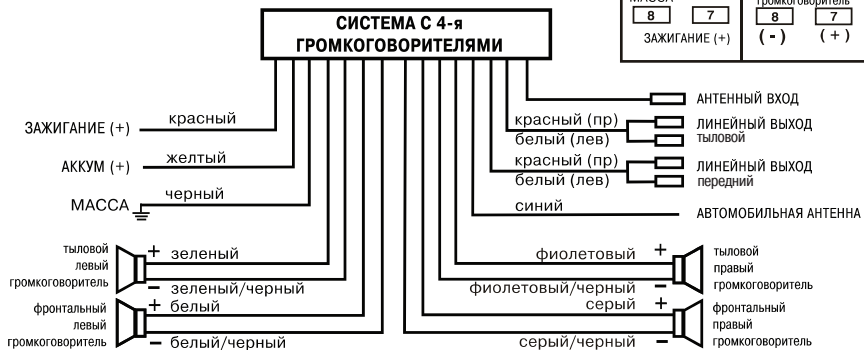 СИСТЕМА С 4-я
ГРОМКОГОВОРИТЕЛЯМИ
МАССА
8 7
ЗАЖИГАНИЕ (+)
громкоговоритель
8 7
(-) (+)
ЗАЖИГАНИЕ (+) красный
АККУМ (+) желтый
МАССА черный
тыловой
левый
громкоговоритель
+ зеленый
– зеленый/черный
фронтальный
левый
громкоговоритель
+ белый
– белый/черный
АНТЕННЫЙ ВХОД
красный (пр)
белый (лев)
ЛИНЕЙНЫЙ ВЫХОД
тыловой
красный (пр)
белый (лев)
ЛИНЕЙНЫЙ ВЫХОД
передний
синий АВТОМОБИЛЬНАЯ АНТЕННА
фиолетовый +
фиолетовый/черный –
тыловой
правый
громкоговоритель
серый +
серый/черный –
фронтальный
правый
громкоговоритель